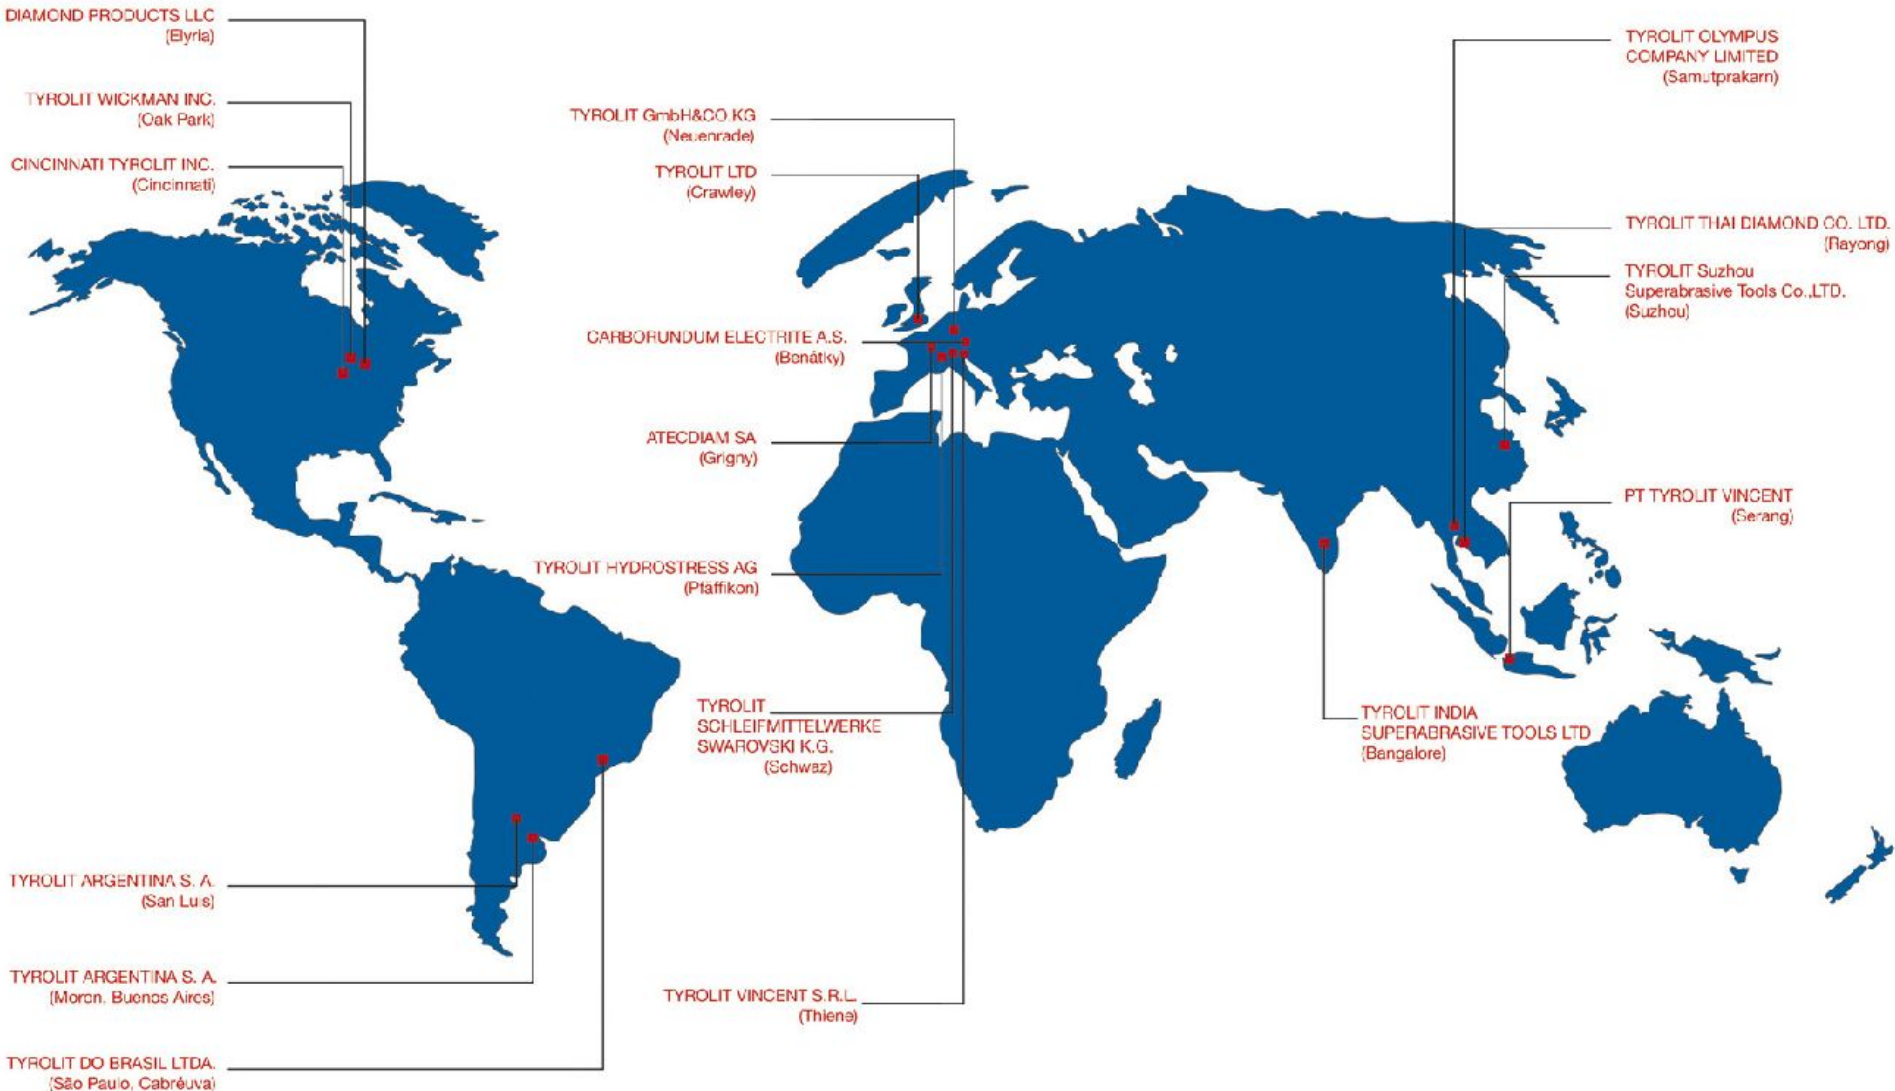 DIAMOND PRODUCTS LLC
(Elyria)
TYROLIT WICKMAN INC.
(Oak Park)
CINCINNATI TYROLIT INC.
(Cincinnati)
TYROLIT GmbH&CO.KG
(Neuenrade)
TYROLIT LTD
(Crawley)
CARBORUNDUM ELECTRITE A.S.
(Benátky)
ATECDIAM SA
(Grigny)
TYROLIT HYDROSTRESS AG
(Pfäffikon)
TYROLIT
SCHLEIFMITTELWERKE
SWAROVSKI K.G.
(Schwaz)
TYROLIT VINCENT S.R.L.
(Thiene)
TYROLIT ARGENTINA S. A.
(San Luis)
TYROLIT ARGENTINA S. A.
(Moron, Buenos Aires)
TYROLIT DO BRASIL LTDA.
(São Paulo, Cabréuva)
TYROLIT OLYMPUS
COMPANY LIMITED
(Samutprakarn)
TYROLIT THAI DIAMOND CO. LTD.
(Rayong)
TYROLIT Suzhou
Superabrasive Tools Co.,LTD.
(Suzhou)
PT TYROLIT VINCENT
(Serang)
TYROLIT INDIA
SUPERABRASIVE TOOLS LTD
(Bangalore)